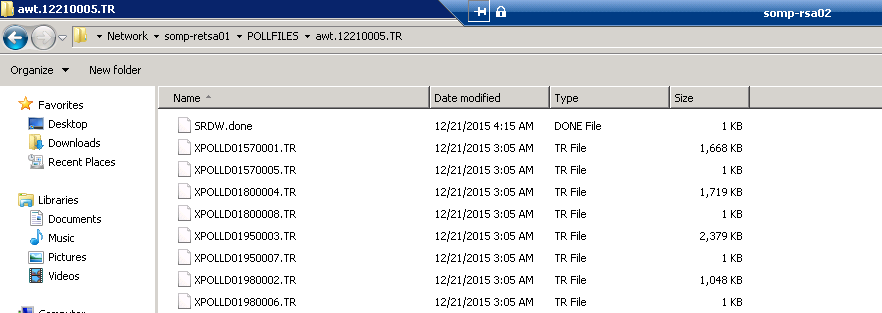 awt.12210005.TR
somp-rsa02
Network somp-retsa01 POLLFILES awt.12210005.TR
Organize New folder
Name Date modified Type Size
Favorites
Desktop
Downloads
Recent Places
Libraries
Documents
Music
Pictures
Videos
SRDW.done 12/21/2015 4:15 AM DONE File 1 KB
XPOLLD01570001.TR 12/21/2015 3:05 AM TR File 1,668 KB
XPOLLD01570005.TR 12/21/2015 3:05 AM TR File 1 KB
XPOLLD01800004.TR 12/21/2015 3:05 AM TR File 1,719 KB
XPOLLD01800008.TR 12/21/2015 3:05 AM TR File 1 KB
XPOLLD01950003.TR 12/21/2015 3:05 AM TR File 2,379 KB
XPOLLD01950007.TR 12/21/2015 3:05 AM TR File 1 KB
XPOLLD01980002.TR 12/21/2015 3:05 AM TR File 1,048 KB
XPOLLD01980006.TR 12/21/2015 3:05 AM TR File 1 KB